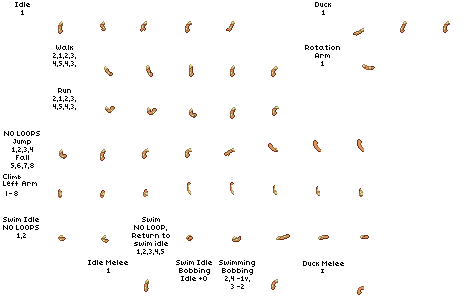 Idle
1
Duck
1
Walk
2,1,2,3,
4,5,4,3,
Rotation
Arm
1
Run
2,1,2,3,
4,5,4,3,
NO LOOPS
Jump
1,2,3,4
Fall
5,6,7,8
Climb
Left Arm
1-8
Swim Idle
NO LOOPS
1,2
Swim
NO LOOP,
Return to
swim idle
1,2,3,4,5
Idle Melee
1
Swim Idle
Bobbing
Idle +0
Swimming
Bobbing
2,4 -1v,
3 -2
Duck Melee
1